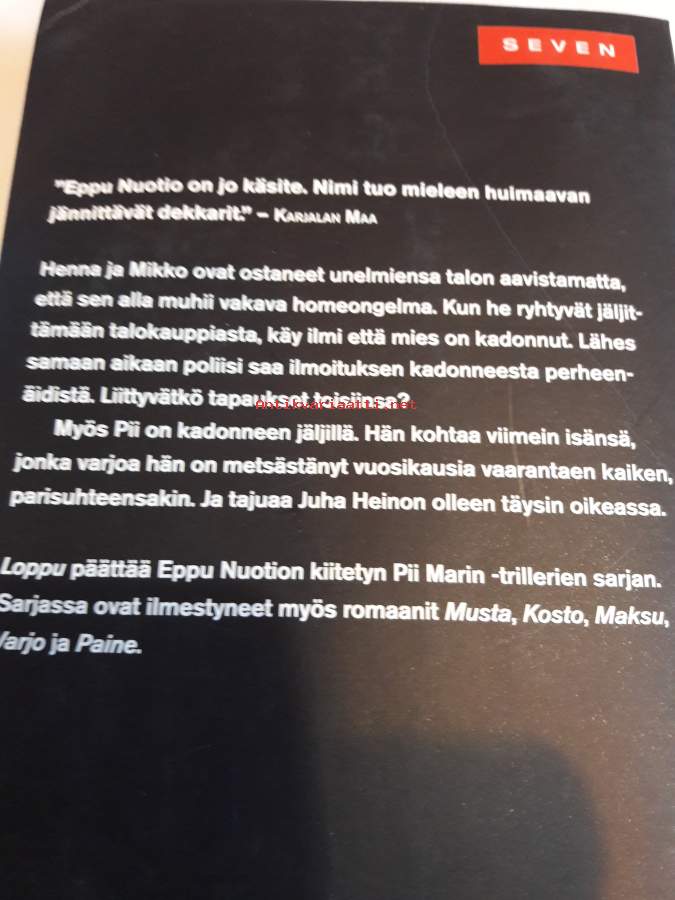 SEVEN
"Eppu Nuotio on jo käsite. Nimi tuo mieleen huimaavan
jännittävät dekkarit." – Karjalan Maa
Henna ja Mikko ovat ostaneet unelmiensa talon aavistamatta,
että sen alla muhii vakava homeongelma. Kun he ryhtyvät jäljit-
tämään talokauppiasta, käy ilmi että mies on kadonnut. Lähes
samaan aikaan poliisi saa ilmoituksen kadonneesta perheen-
äidistä. Liittyvätkö tapaukset toisiinsa?
Antikvariaatti.net
Myös Pii on kadonneen jäljillä. Hän kohtaa viimein isänsä,
jonka varjoa hän on metsästänyt vuosikausia vaarantaen kaiken,
parisuhteensakin. Ja tajuaa Juha Heinon olleen täysin oikeassa.
Loppu päättää Eppu Nuotion kiitetyn Pii Marin -trillerien sarjan.
Sarjassa ovat ilmestyneet myös romaanit Musta, Kosto, Maksu,
Varjo ja Paine.